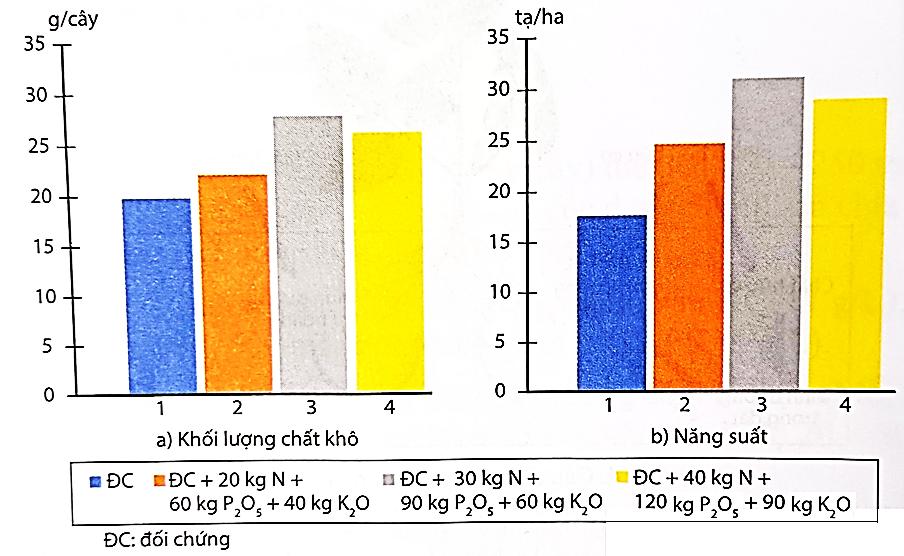 g/cây
35
30
25
20
15
10
5
0
1 2 3 4
a) Khối lượng chất khô
tạ/ha
35
30
25
20
15
10
5
0
1 2 3 4
b) Năng suất
ĐC
ĐC + 20 kg N +
60 kg P₂O₅ + 40 kg K₂O
ĐC + 30 kg N +
90 kg P₂O₅ + 60 kg K₂O
ĐC + 40 kg N +
120 kg P₂O₅ + 90 kg K₂O
ĐC: đối chứng